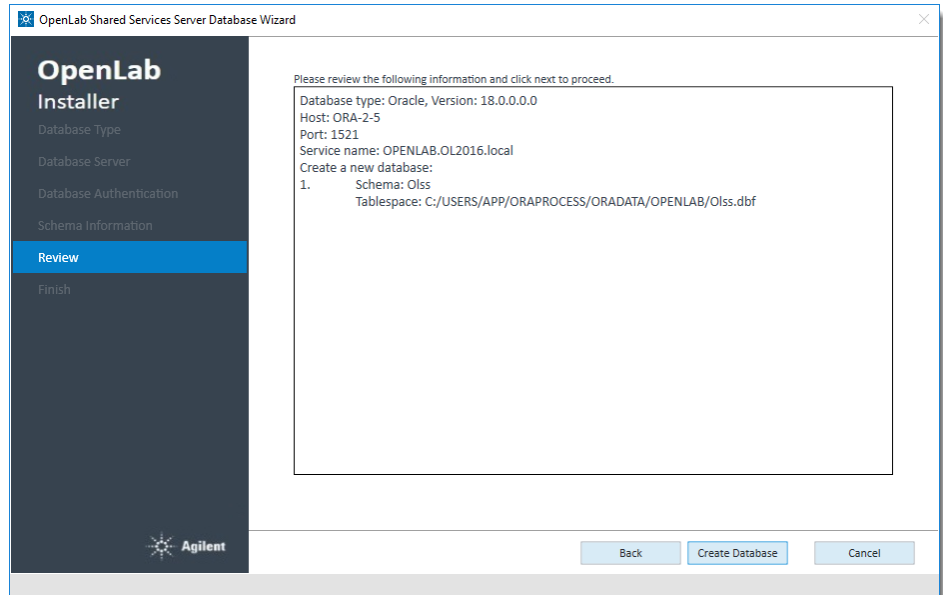 OpenLab Shared Services Server Database Wizard
OpenLab
Installer
Database Type
Database Server
Database Authentication
Schema Information
Review
Finish
Agilent
Please review the following information and click next to proceed.
Database type: Oracle, Version: 18.0.0.0.0
Host: ORA-2-5
Port: 1521
Service name: OPENLAB.OL2016.local
Create a new database:
1. Schema: Olss
Tablespace: C:/USERS/APP/ORAPROCESS/ORADATA/OPENLAB/Olss.dbf
Back Create Database Cancel